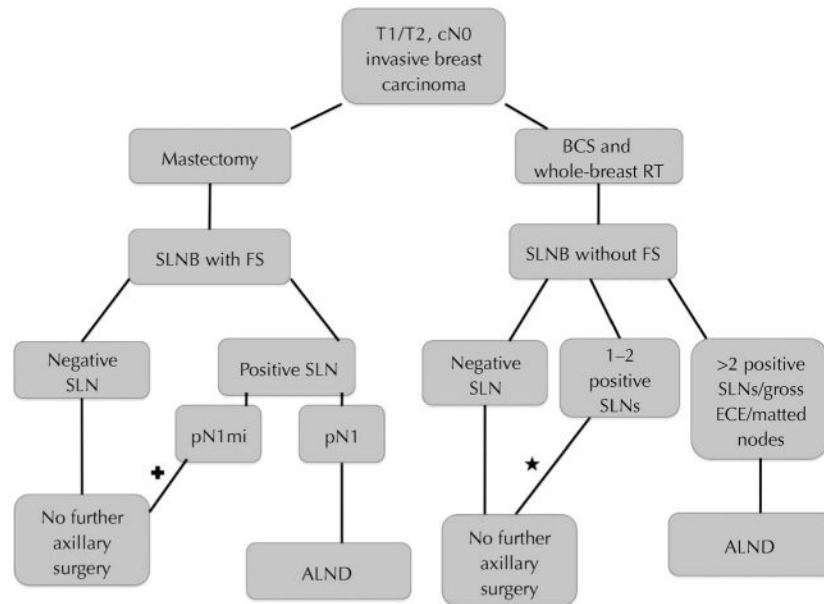 T1/T2, cN0
invasive breast
carcinoma
Mastectomy
BCS and
whole-breast RT
SLNB with FS
SLNB without FS
Negative
SLN
Positive SLN
Negative
SLN
1–2
positive
SLNs
>2 positive
SLNs/gross
ECE/matted
nodes
pN1mi
pN1
No further
axillary
surgery
ALND
No further
axillary
surgery
ALND